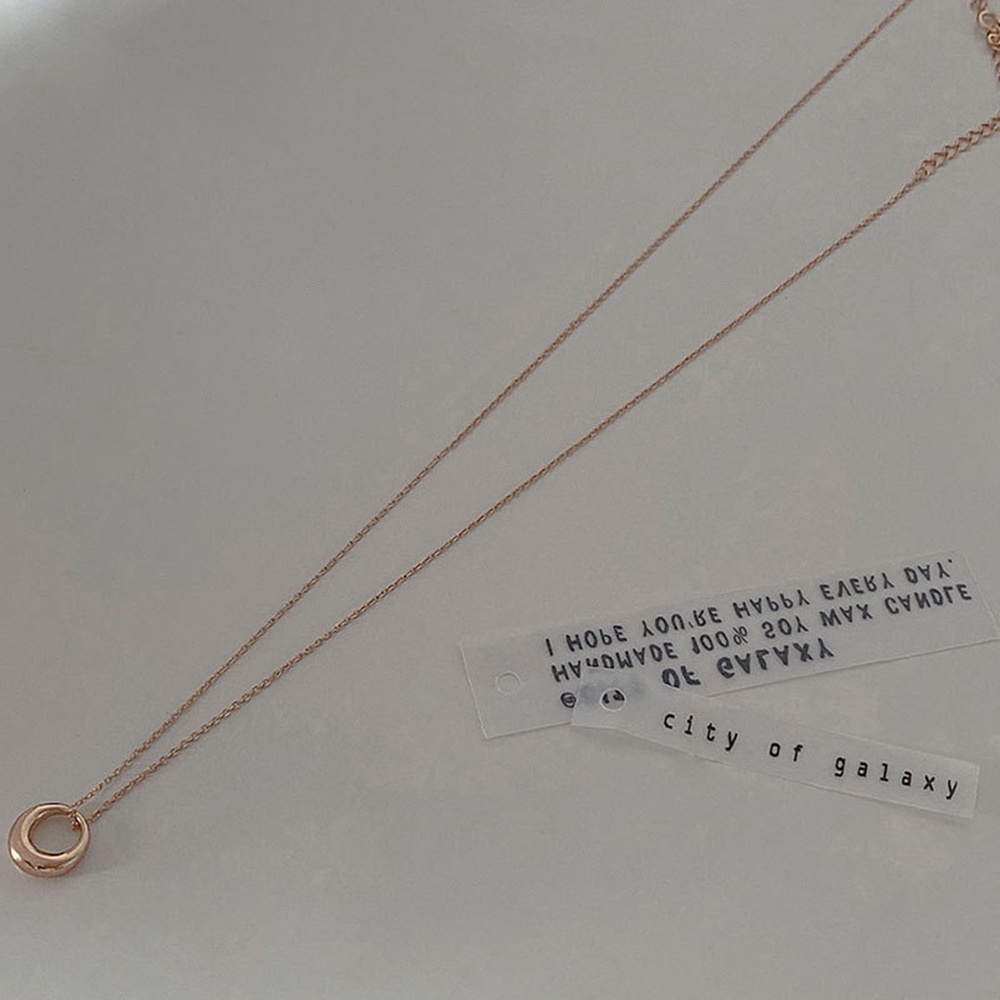 I HOPE YOU'RE HAPPY EVERY DAY.
HANDMADE 100% SOY WAX CANDLE
OF GALAXY
city of galaxy